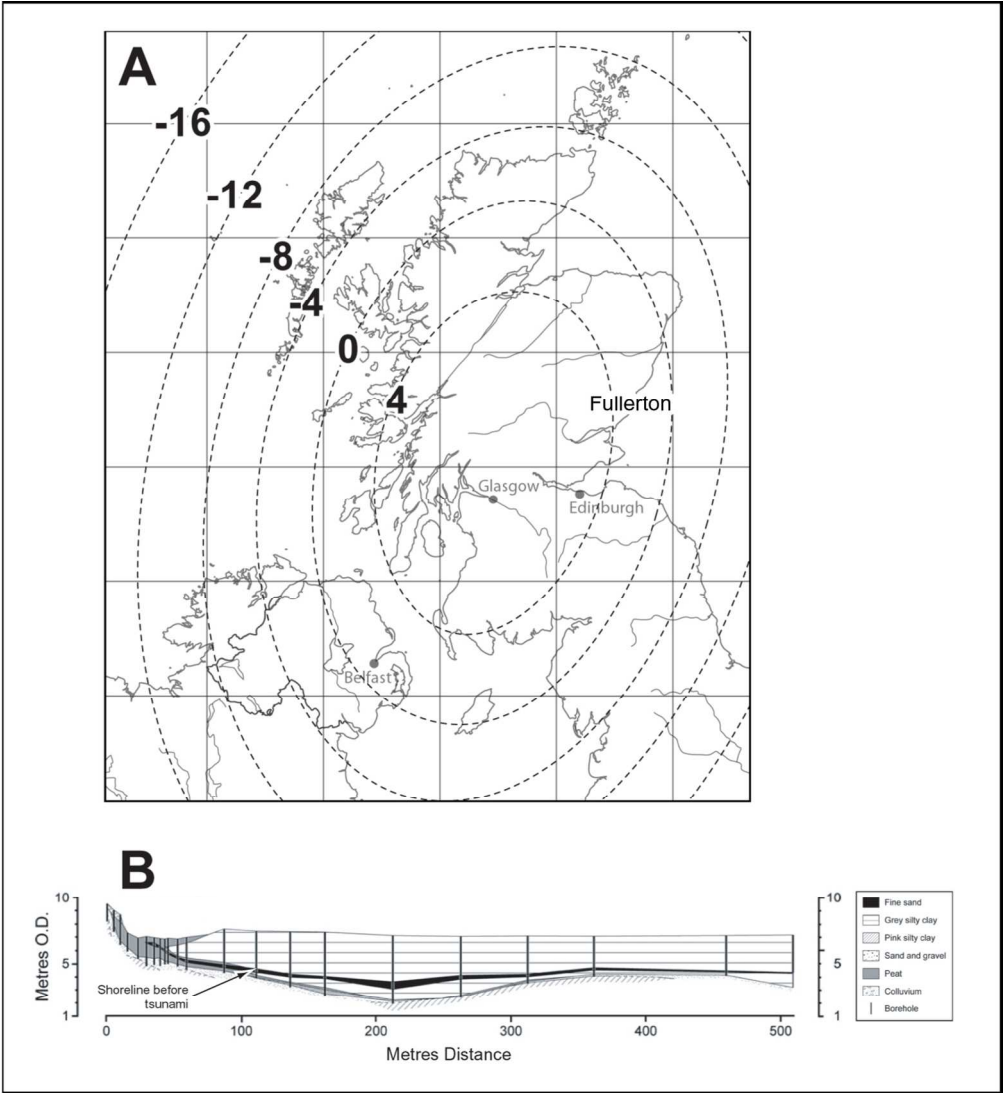 A
-16
-12
-8
-4
0
4
Fullerton
Glasgow
Edinburgh
Belfast
B
10
5
1
Metres O.D.
Shoreline before
tsunami
0
100
200
300
400
500
Metres Distance
10
5
1
Fine sand
Grey silty clay
Pink silty clay
Sand and gravel
Peat
Colluvium
Borehole